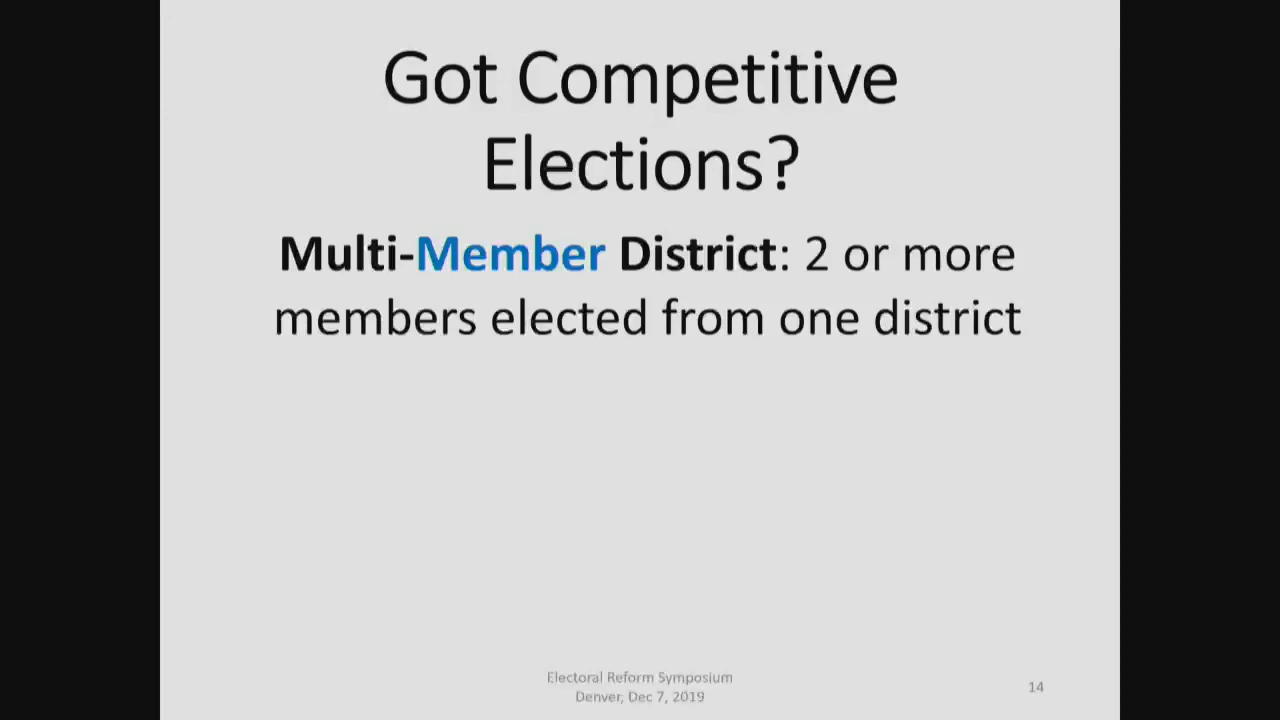 Got Competitive
Elections?
Multi-Member District: 2 or more
members elected from one district
Electoral Reform Symposium
Denver, Dec 7, 2019
14